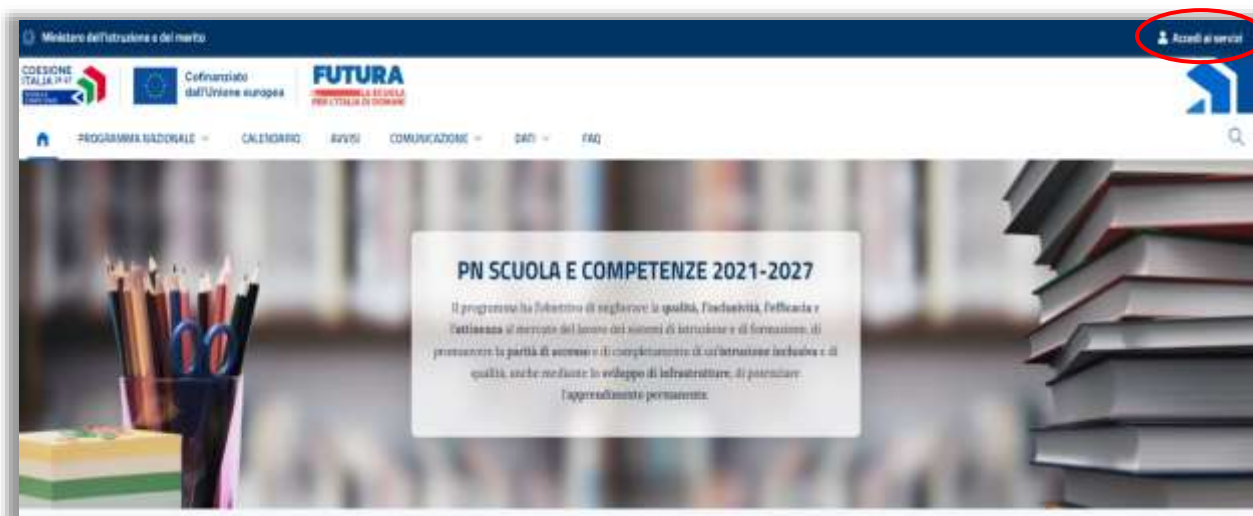 Ministero dell'istruzione e del merito
Accedi ai servizi
COESIONE
ITALIA 21-27
SCUOLA E
COMPETENZE
Cofinanziato
dall'Unione europea
FUTURA
LA SCUOLA
PER L'ITALIA DI DOMANI
PROGRAMMA NAZIONALE
CALENDARIO
AVVISI
COMUNICAZIONE
DATI
FAQ
PN SCUOLA E COMPETENZE 2021-2027
Il programma ha l'obiettivo di migliorare la qualità, l'inclusività, l'efficacia e
l'attinenza al mercato del lavoro dei sistemi di istruzione e di formazione, di
promuovere la parità di accesso e di completamento di un'istruzione inclusiva e di
qualità, anche mediante lo sviluppo di infrastrutture, di potenziare
l'apprendimento permanente.